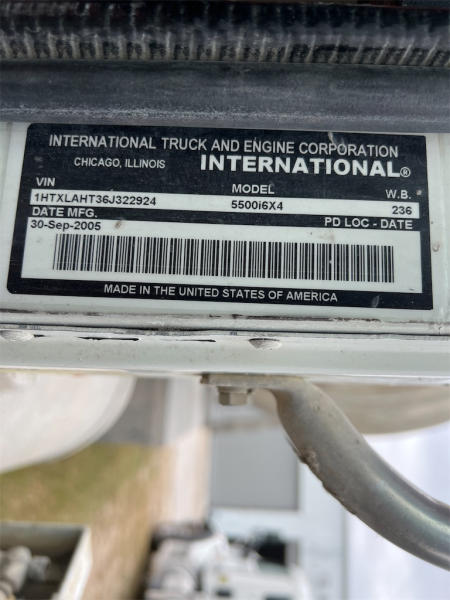 INTERNATIONAL TRUCK AND ENGINE CORPORATION
CHICAGO, ILLINOIS INTERNATIONAL®
VIN MODEL W.B.
1HTXLAHT36J322924 5500i6X4 236
DATE MFG. PD LOC - DATE
30-Sep-2005
MADE IN THE UNITED STATES OF AMERICA